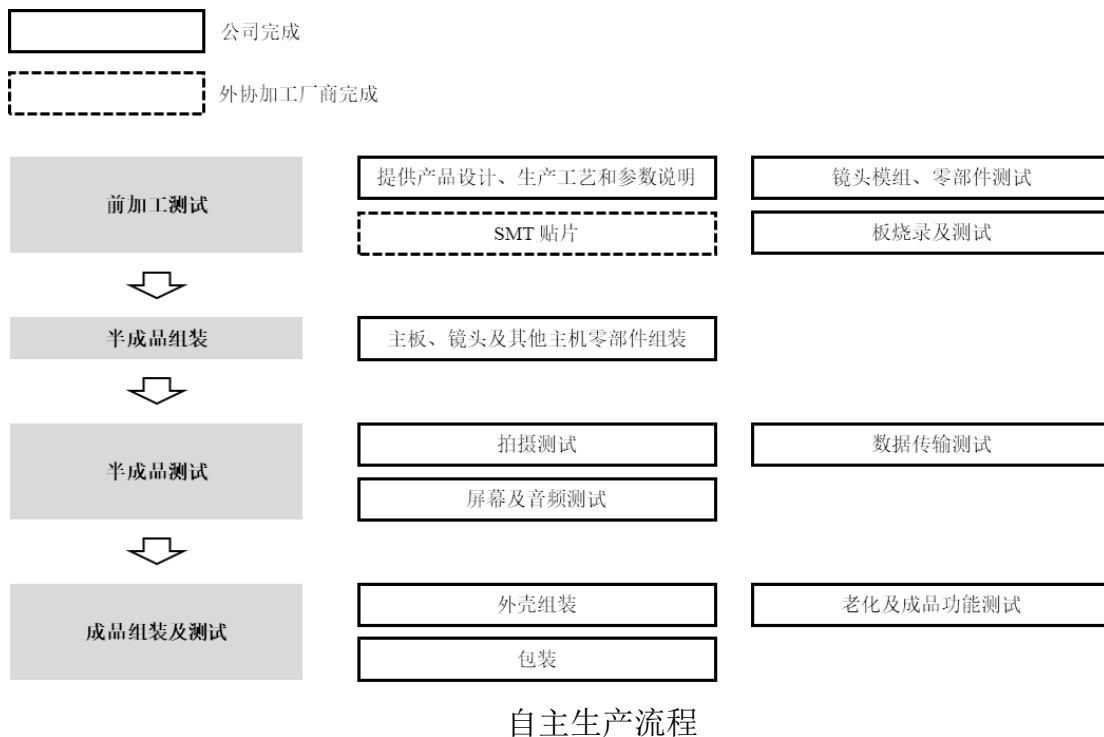 公司完成
外协加工厂商完成
前加工测试
提供产品设计、生产工艺和参数说明
镜头模组、零部件测试
SMT 贴片
板烧录及测试
半成品组装
主板、镜头及其他主机零部件组装
半成品测试
拍摄测试
数据传输测试
屏幕及音频测试
成品组装及测试
外壳组装
老化及成品功能测试
包装
自主生产流程